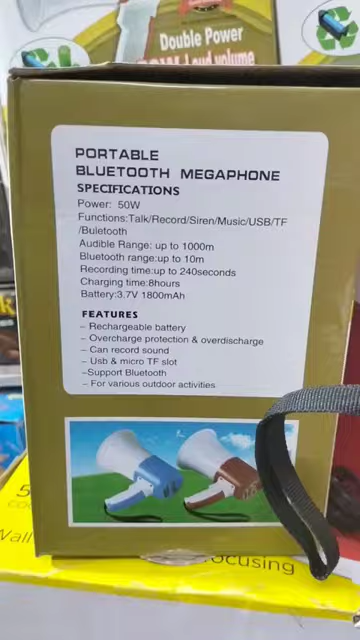 Double Power
Loud volume
PORTABLE
BLUETOOTH MEGAPHONE
SPECIFICATIONS
Power: 50W
Functions:Talk/Record/Siren/Music/USB/TF
/Buletooth
Audible Range: up to 1000m
Bluetooth range:up to 10m
Recording time:up to 240seconds
Charging time:8hours
Battery:3.7V 1800mAh
FEATURES
– Rechargeable battery
– Overcharge protection & overdischarge
– Can record sound
– Usb & micro TF slot
–Support Bluetooth
– For various outdoor activities